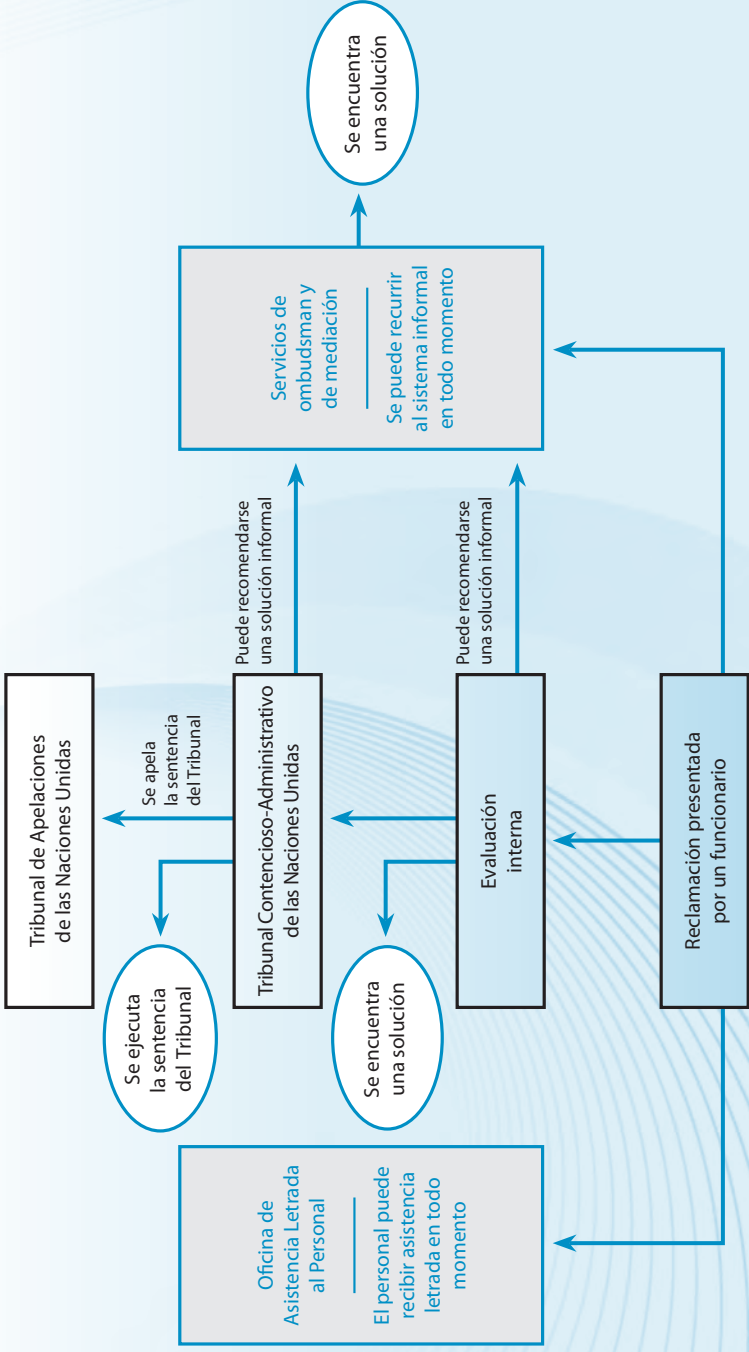 Tribunal de Apelaciones
de las Naciones Unidas
Se apela
la sentencia
del Tribunal
Se ejecuta
la sentencia
del Tribunal
Tribunal Contencioso-Administrativo
de las Naciones Unidas
Puede recomendarse
una solución informal
Oficina de
Asistencia Letrada
al Personal
El personal puede
recibir asistencia
letrada en todo
momento
Servicios de
ombudsman y
de mediación
Se puede recurrir
al sistema informal
en todo momento
Se encuentra
una solución
Se encuentra
una solución
Evaluación
interna
Puede recomendarse
una solución informal
Reclamación presentada
por un funcionario